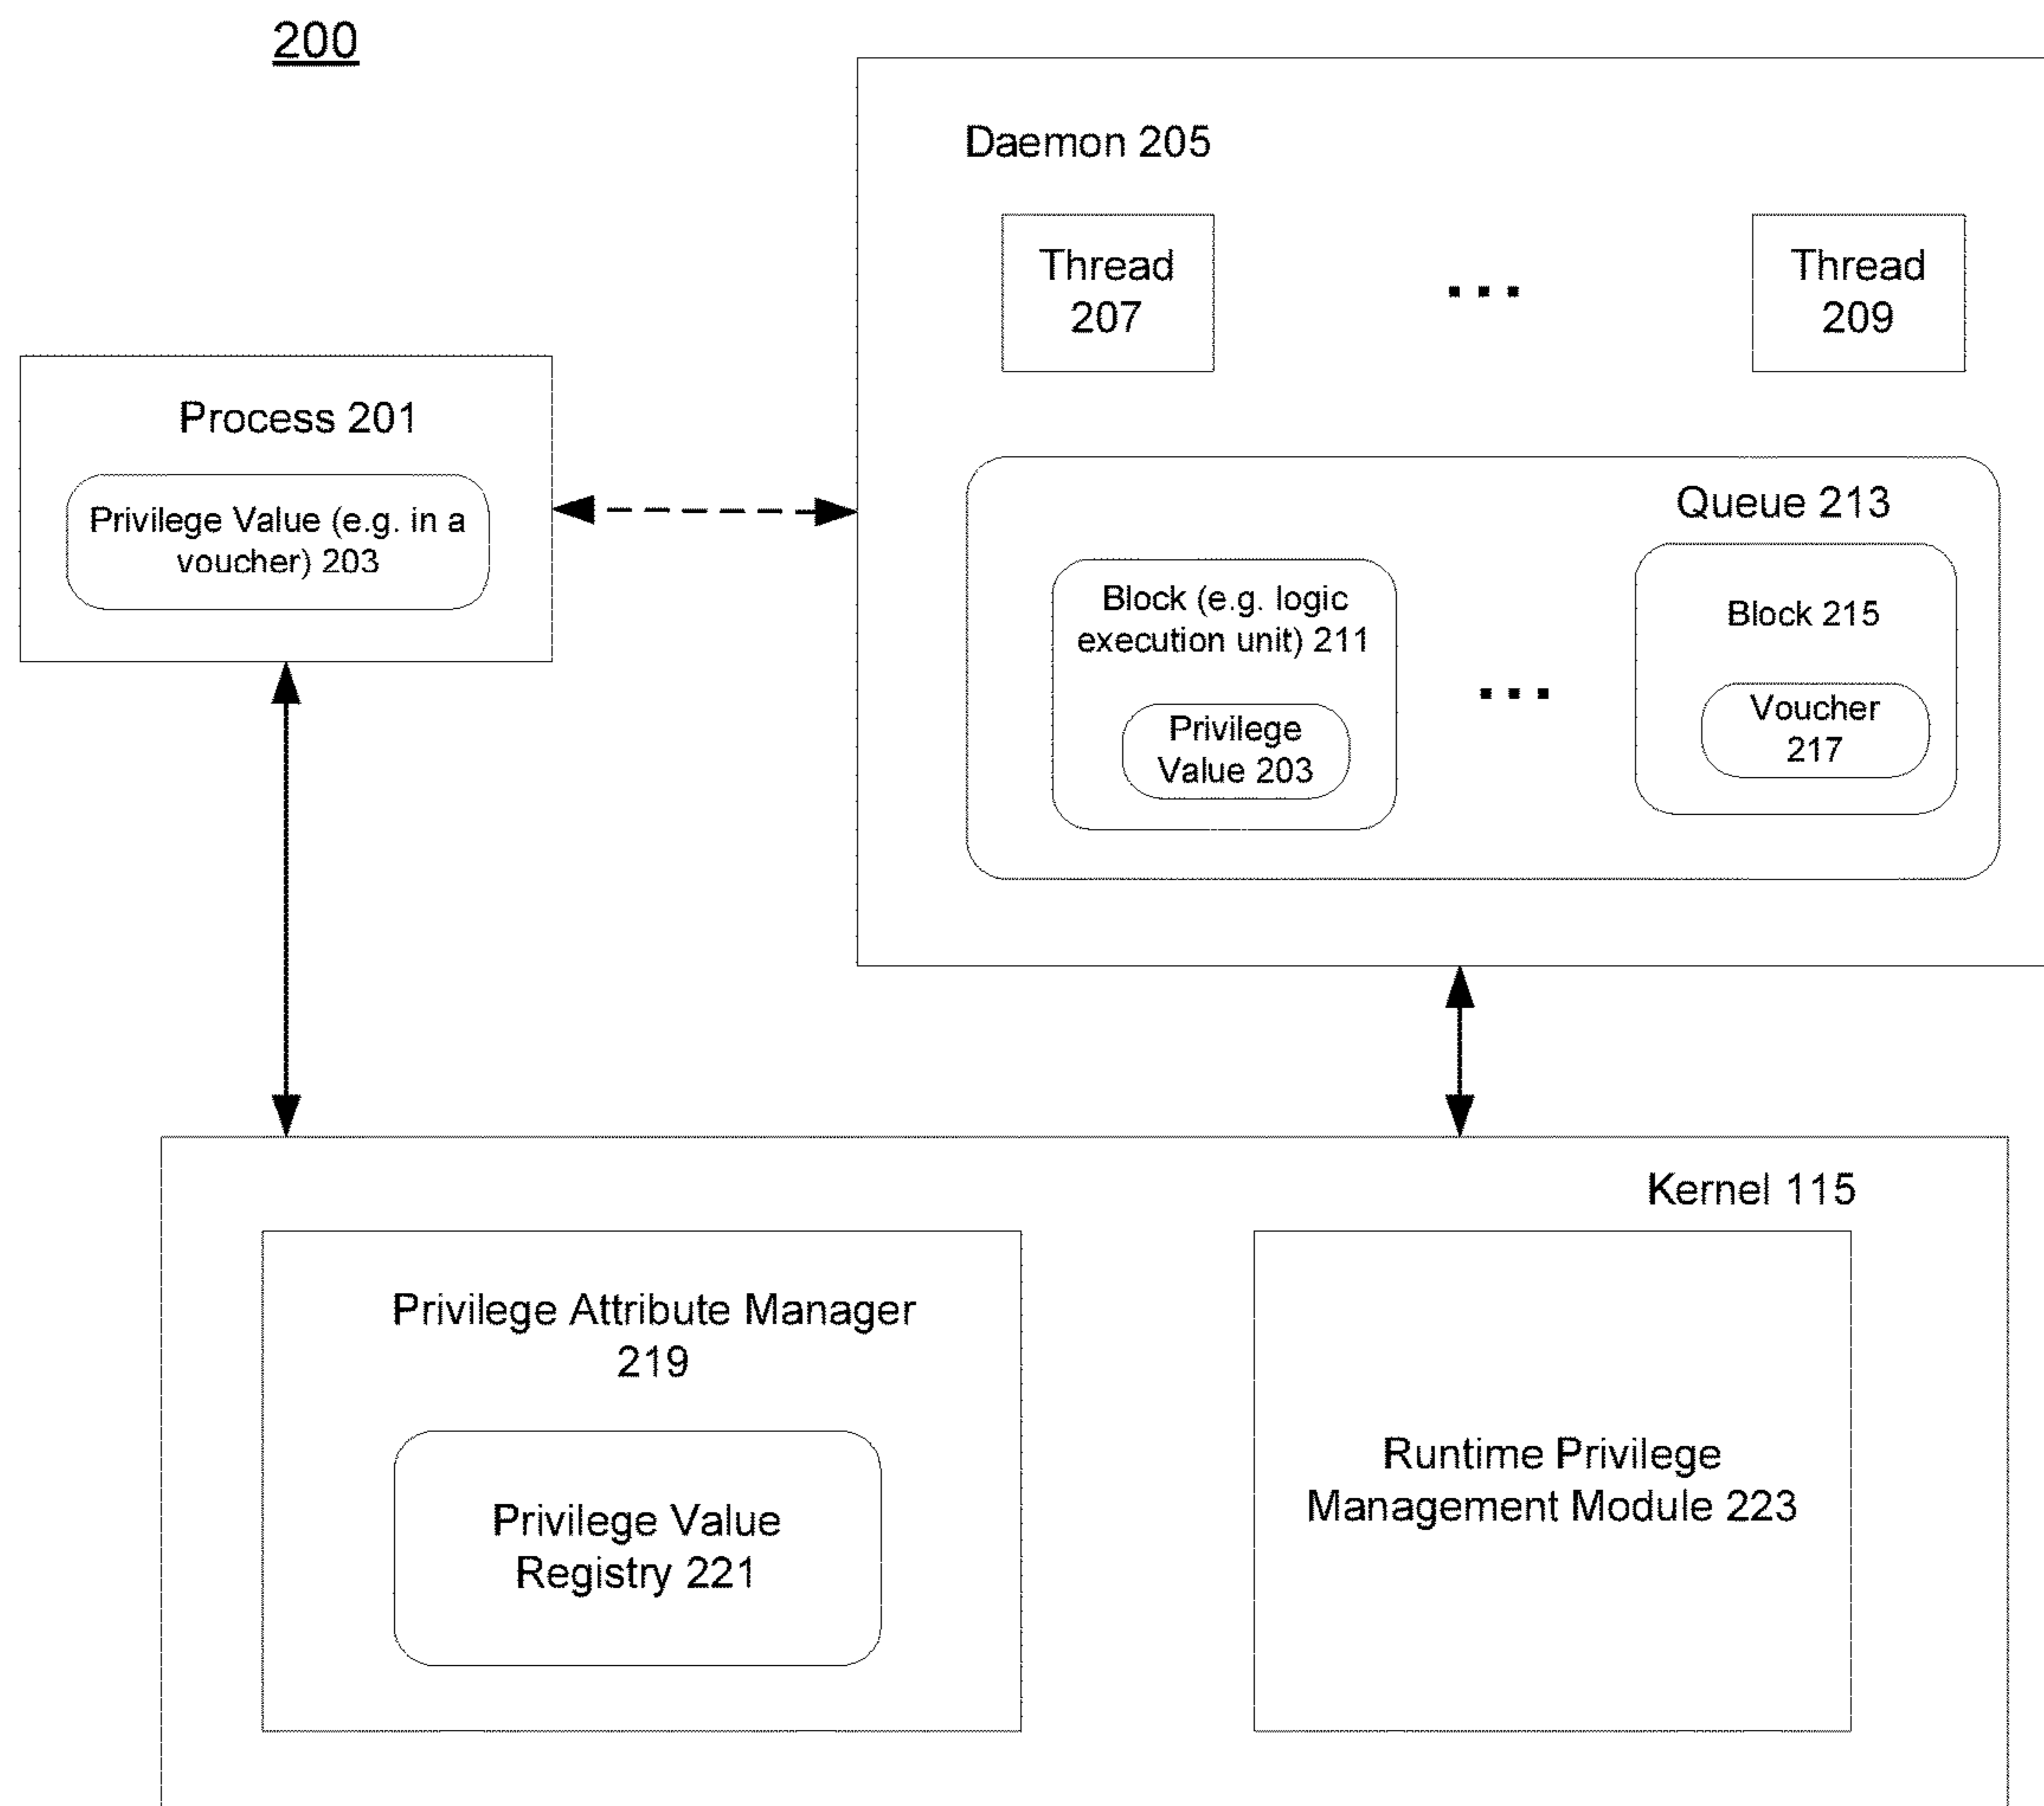 200
Daemon 205
Thread
207
...
Thread
209
Process 201
Privilege Value (e.g. in a
voucher) 203
Queue 213
Block (e.g. logic
execution unit) 211
Privilege
Value 203
...
Block 215
Voucher
217
Kernel 115
Privilege Attribute Manager
219
Privilege Value
Registry 221
Runtime Privilege
Management Module 223